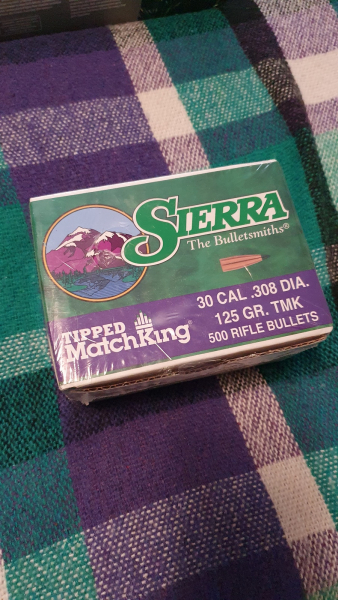 SIERRA
The Bulletsmiths®
30 CAL .308 DIA.
125 GR. TMK
500 RIFLE BULLETS
TIPPED
MatchKing®